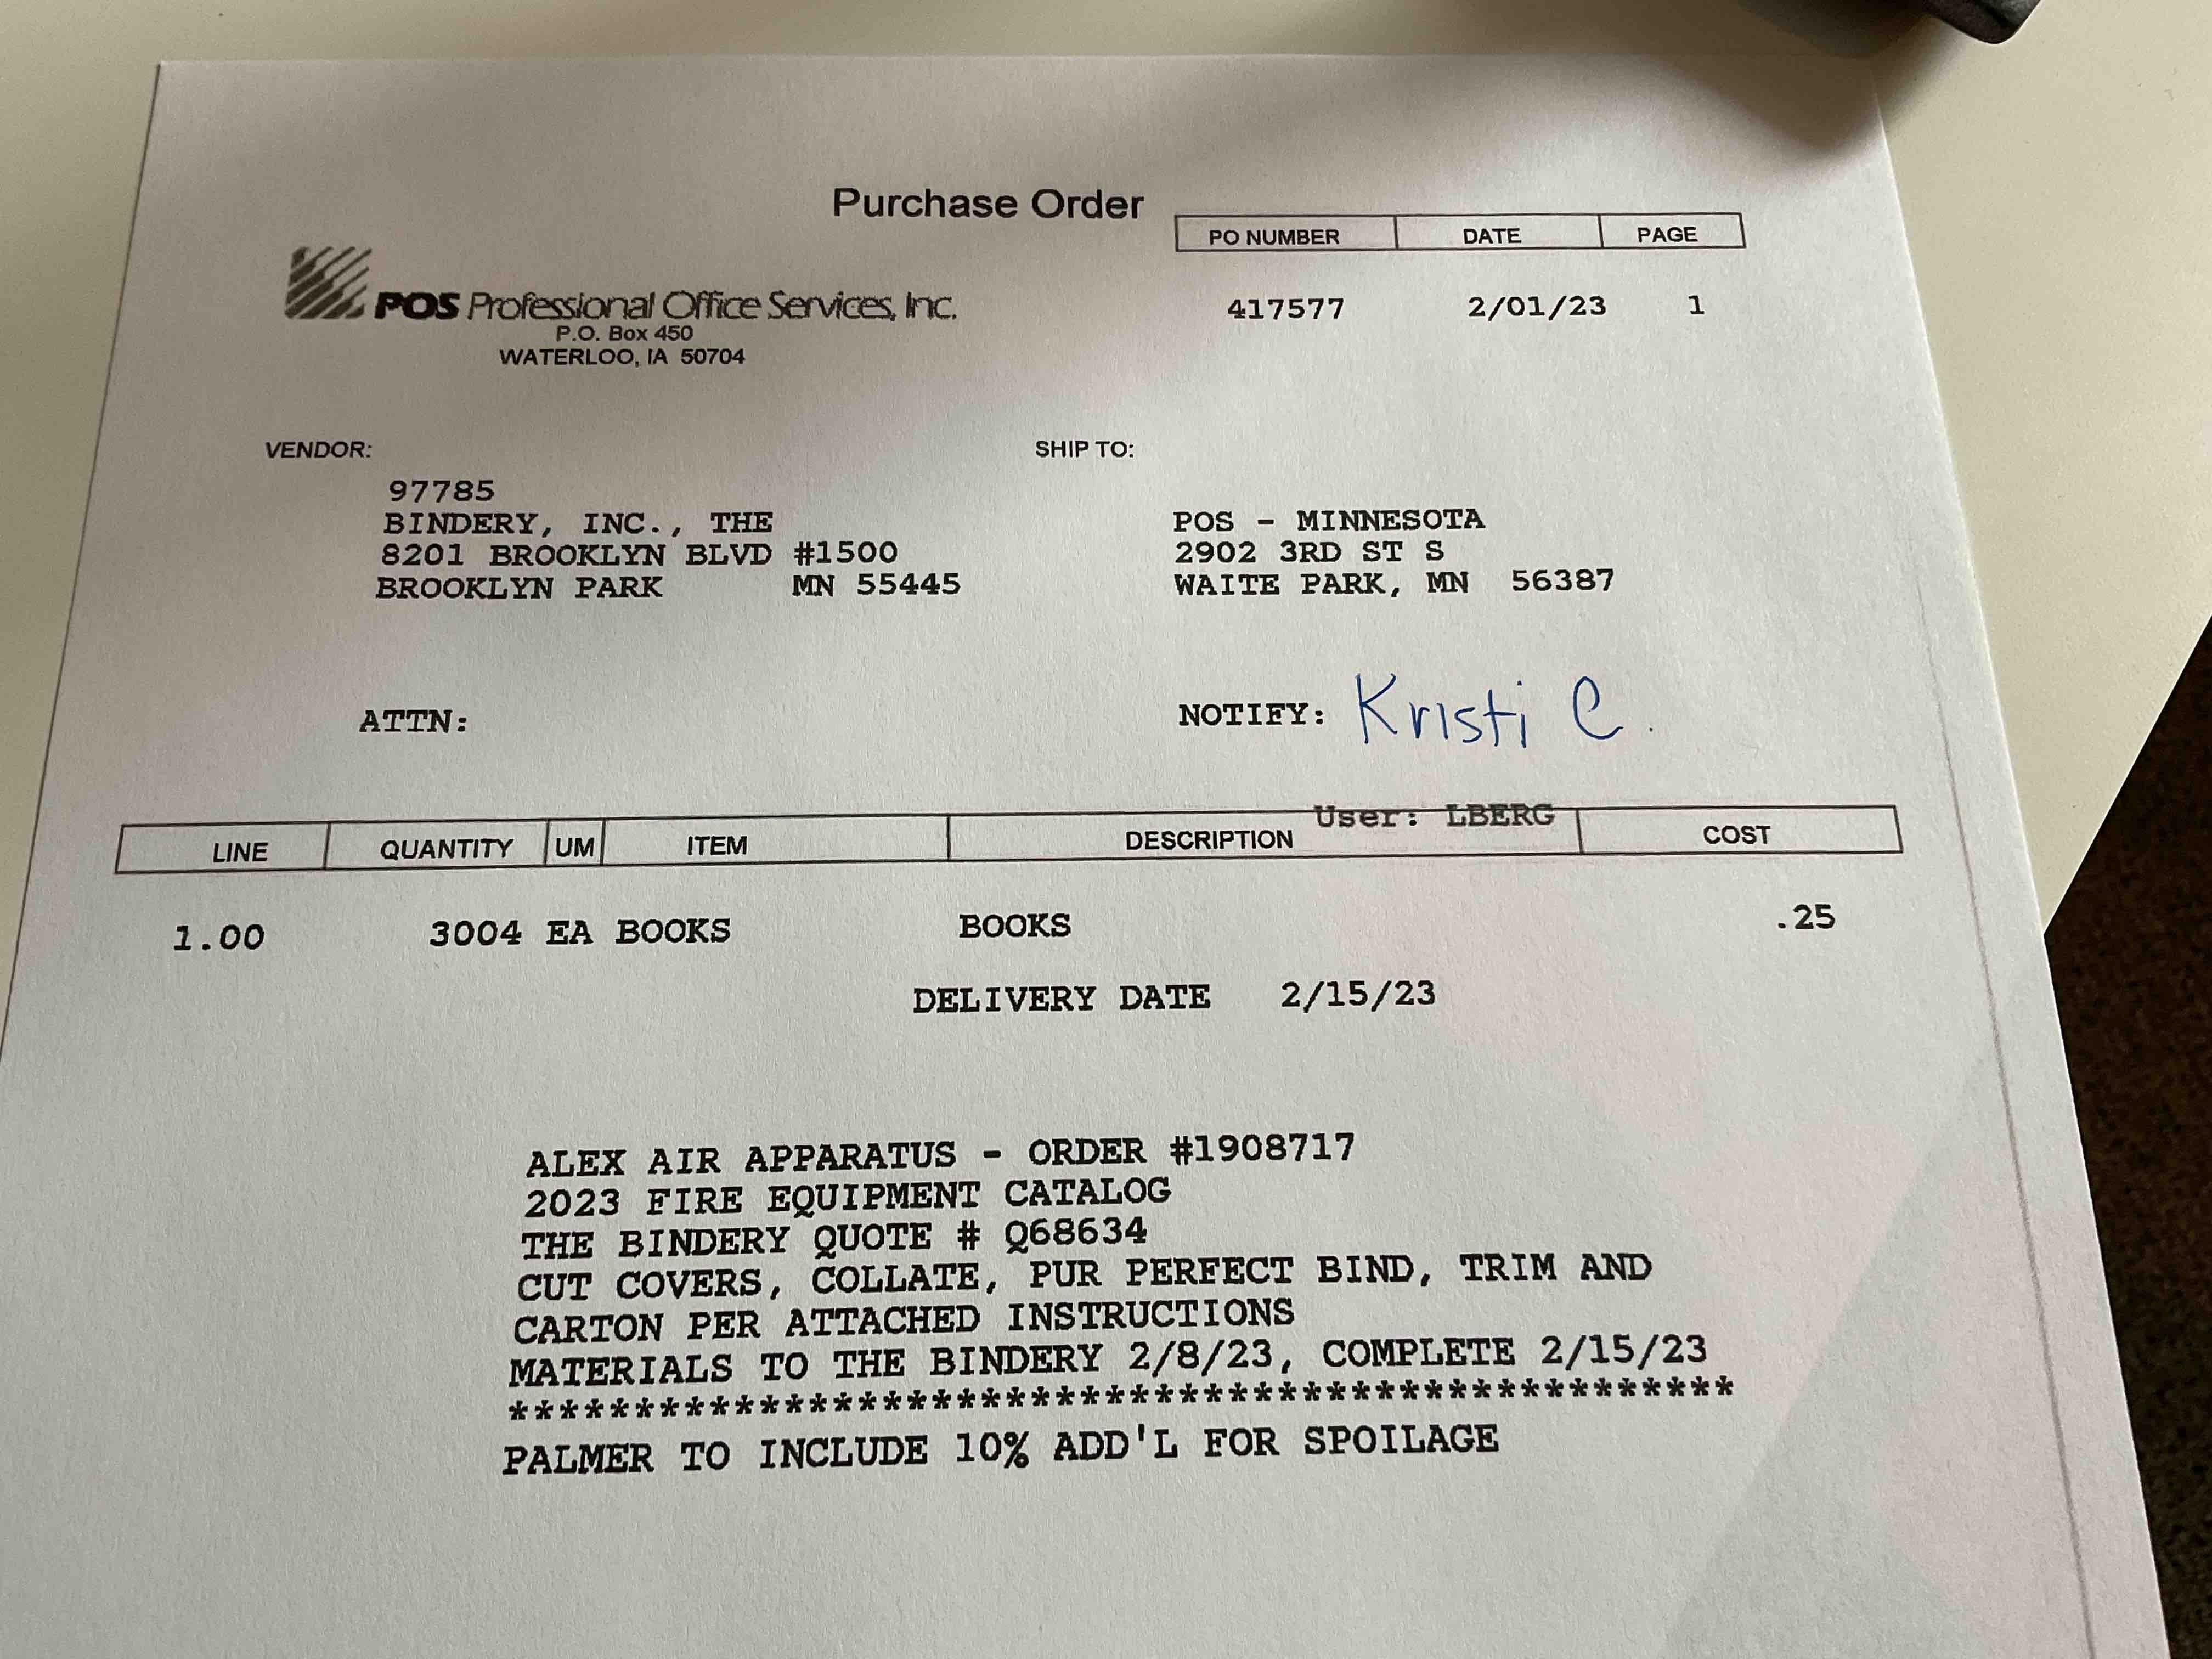 Purchase Order
PO NUMBER DATE PAGE
POS Professional Office Services, Inc.
417577 2/01/23 1
P.O. Box 450
WATERLOO, IA 50704
VENDOR:
97785
BINDERY, INC., THE
8201 BROOKLYN BLVD #1500
BROOKLYN PARK MN 55445
SHIP TO:
POS - MINNESOTA
2902 3RD ST S
WAITE PARK, MN 56387
ATTN:
NOTIFY: Kristi C.
User: LBERG
LINE QUANTITY UM ITEM DESCRIPTION COST
1.00 3004 EA BOOKS BOOKS .25
DELIVERY DATE 2/15/23
ALEX AIR APPARATUS - ORDER #1908717
2023 FIRE EQUIPMENT CATALOG
THE BINDERY QUOTE # Q68634
CUT COVERS, COLLATE, PUR PERFECT BIND, TRIM AND
CARTON PER ATTACHED INSTRUCTIONS
MATERIALS TO THE BINDERY 2/8/23, COMPLETE 2/15/23
**************************************************
PALMER TO INCLUDE 10% ADD'L FOR SPOILAGE